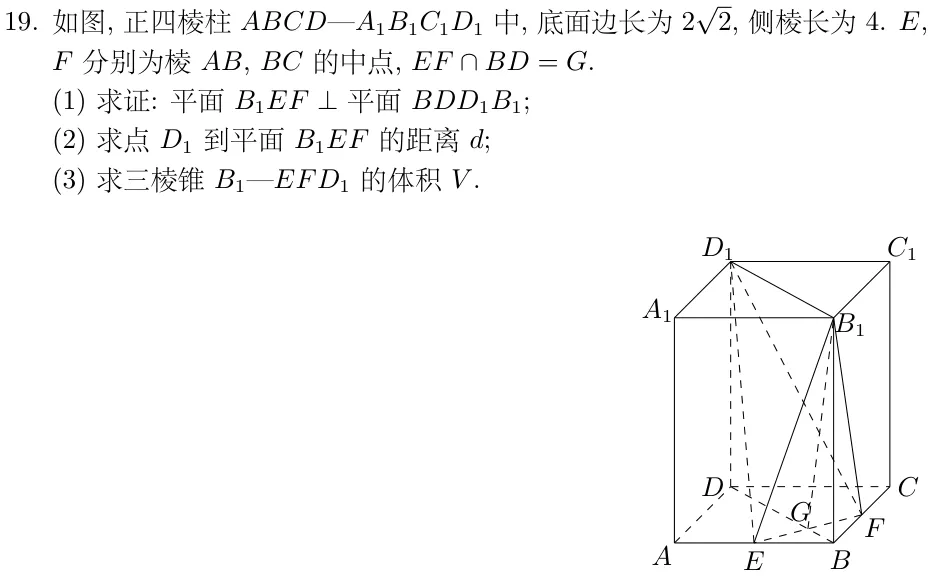 19. 如图, 正四棱柱 ABCD—A₁B₁C₁D₁ 中, 底面边长为 2√2, 侧棱长为 4. E,
F 分别为棱 AB, BC 的中点, EF ∩ BD = G.
(1) 求证: 平面 B₁EF ⊥ 平面 BDD₁B₁;
(2) 求点 D₁ 到平面 B₁EF 的距离 d;
(3) 求三棱锥 B₁—EFD₁ 的体积 V.
D₁ C₁
A₁ B₁
D C
G F
A E B